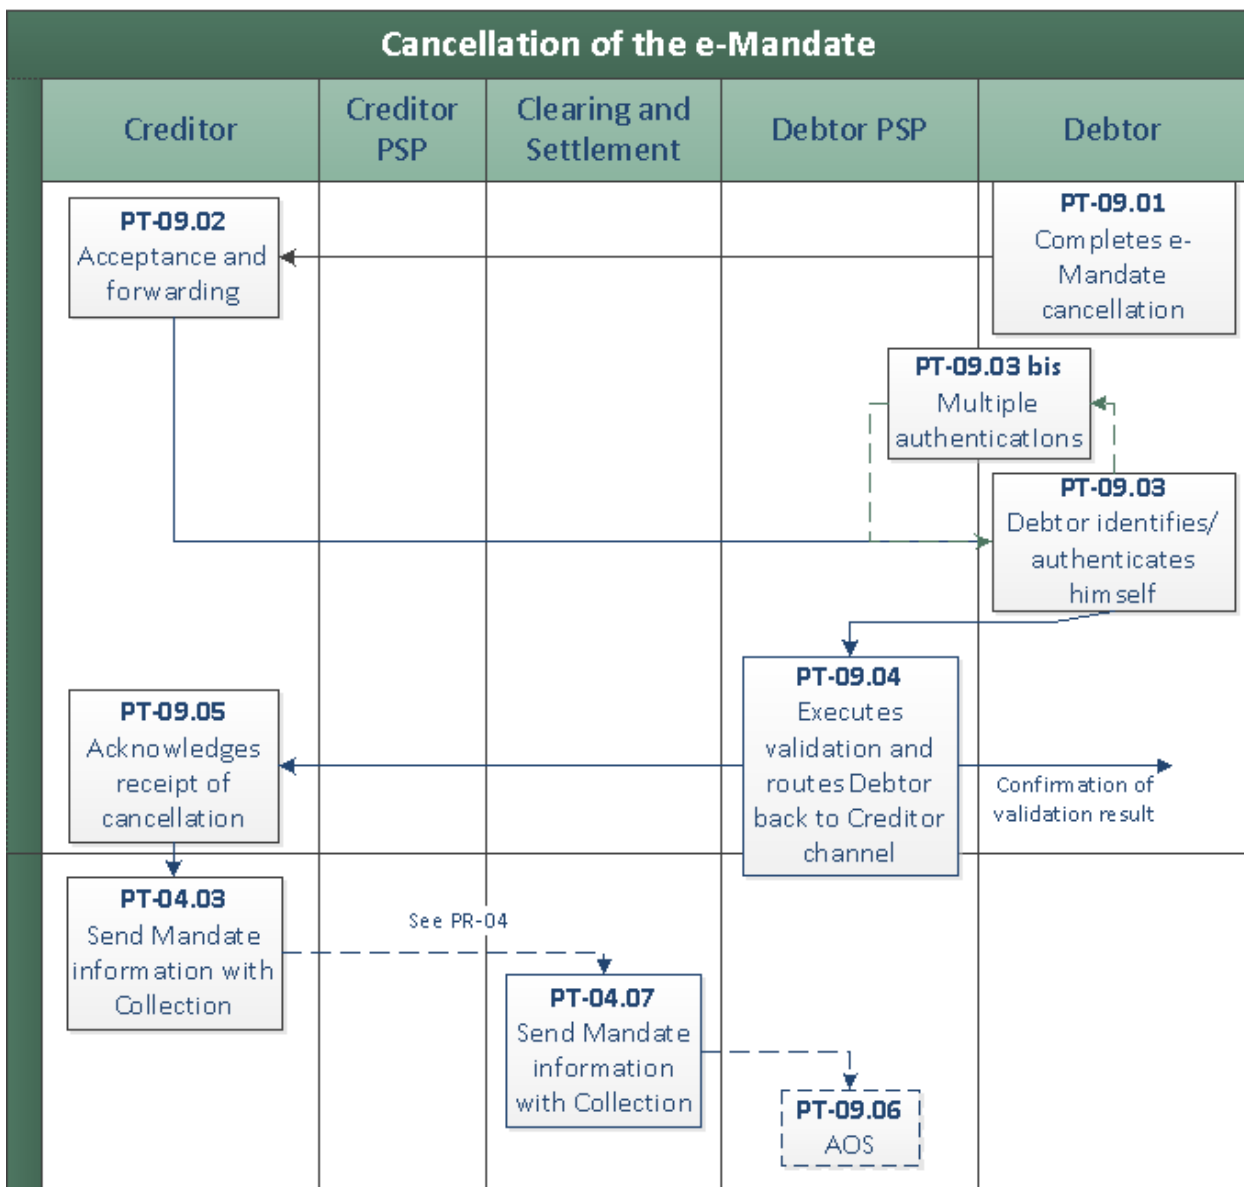 Cancellation of the e-Mandate
Creditor
Creditor
PSP
Clearing and
Settlement
Debtor PSP
Debtor
PT-09.02
Acceptance and
forwarding
PT-09.01
Completes e-
Mandate
cancellation
PT-09.03 bis
Multiple
authentications
PT-09.03
Debtor identifies/
authenticates
himself
PT-09.04
Executes
validation and
routes Debtor
back to Creditor
channel
PT-09.05
Acknowledges
receipt of
cancellation
Confirmation of
validation result
PT-04.03
Send Mandate
information with
Collection
See PR-04
PT-04.07
Send Mandate
information
with Collection
PT-09.06
AOS